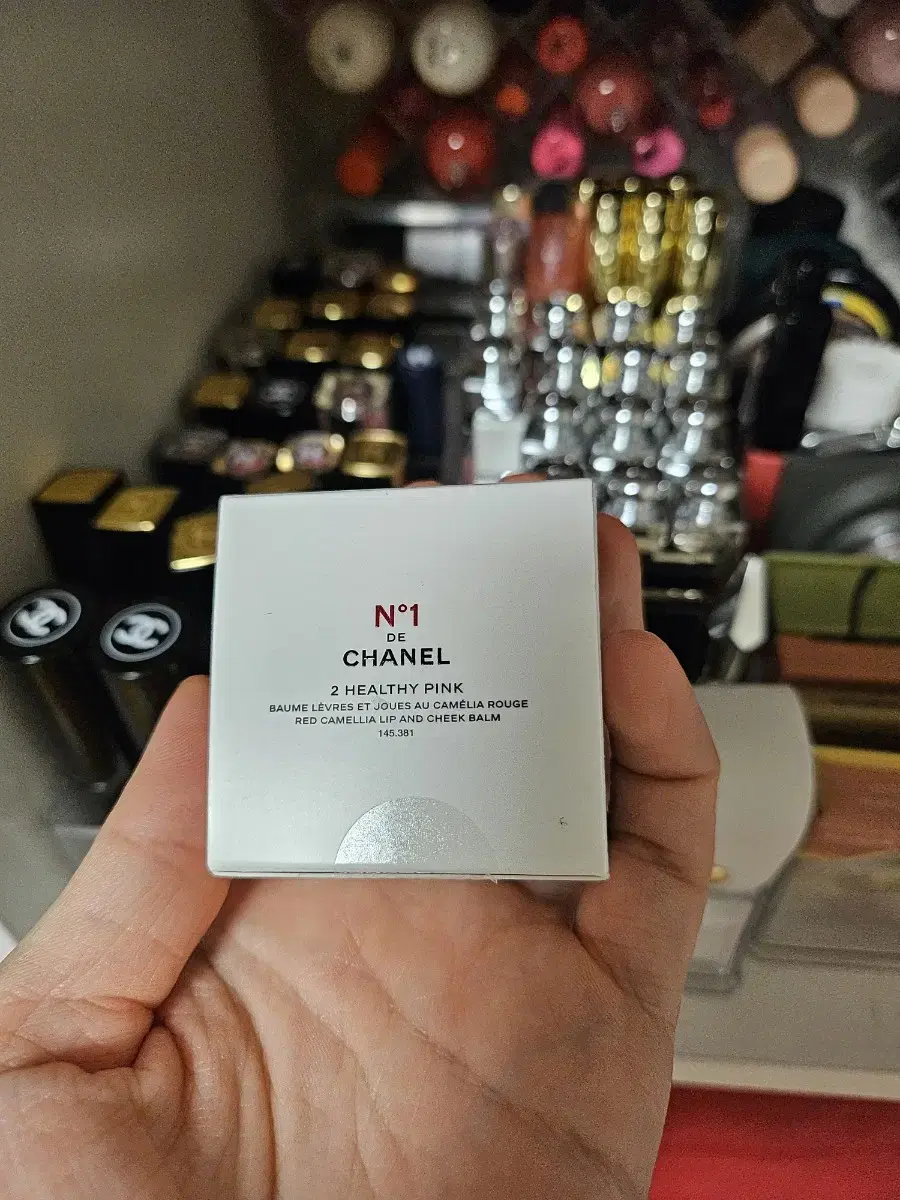 N°1
DE
CHANEL
2 HEALTHY PINK
BAUME LÈVRES ET JOUES AU CAMÉLIA ROUGE
RED CAMELLIA LIP AND CHEEK BALM
145.381